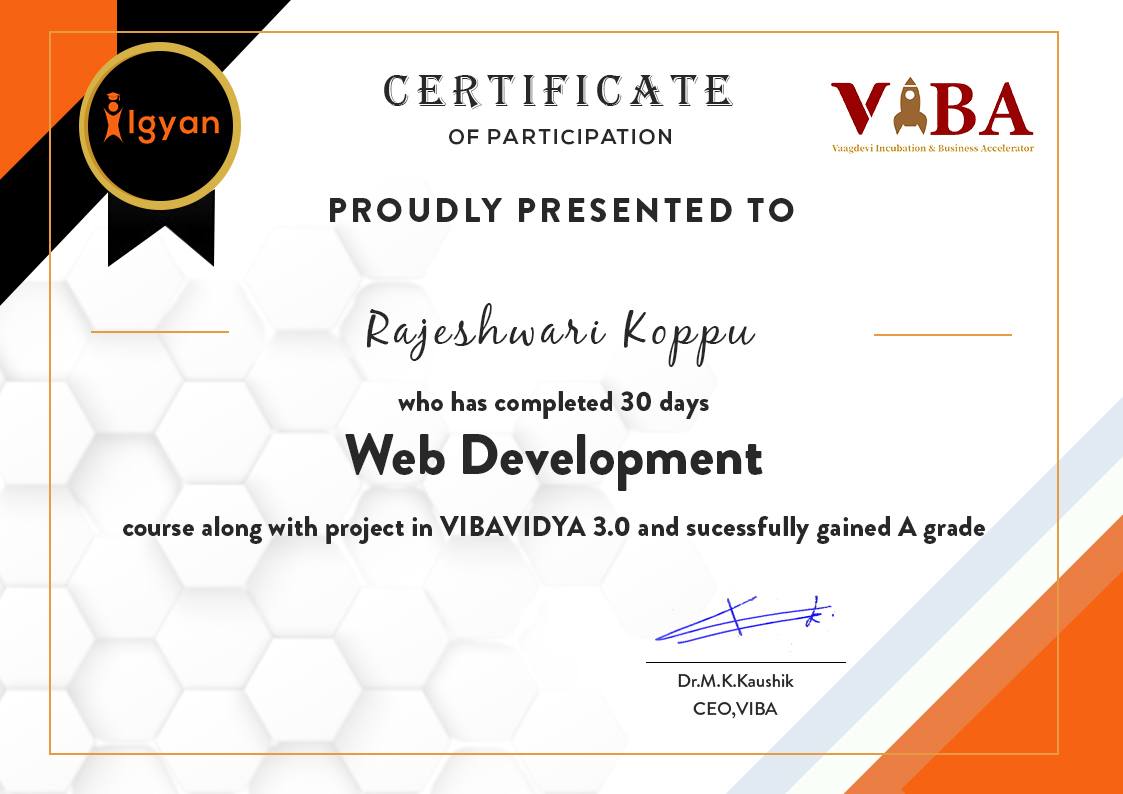 Igyan
CERTIFICATE
OF PARTICIPATION
VIBA
Vaagdevi Incubation & Business Accelerator
PROUDLY PRESENTED TO
Rajeshwari Koppu
who has completed 30 days
Web Development
course along with project in VIBAVIDYA 3.0 and sucessfully gained A grade
Dr.M.K.Kaushik
CEO,VIBA